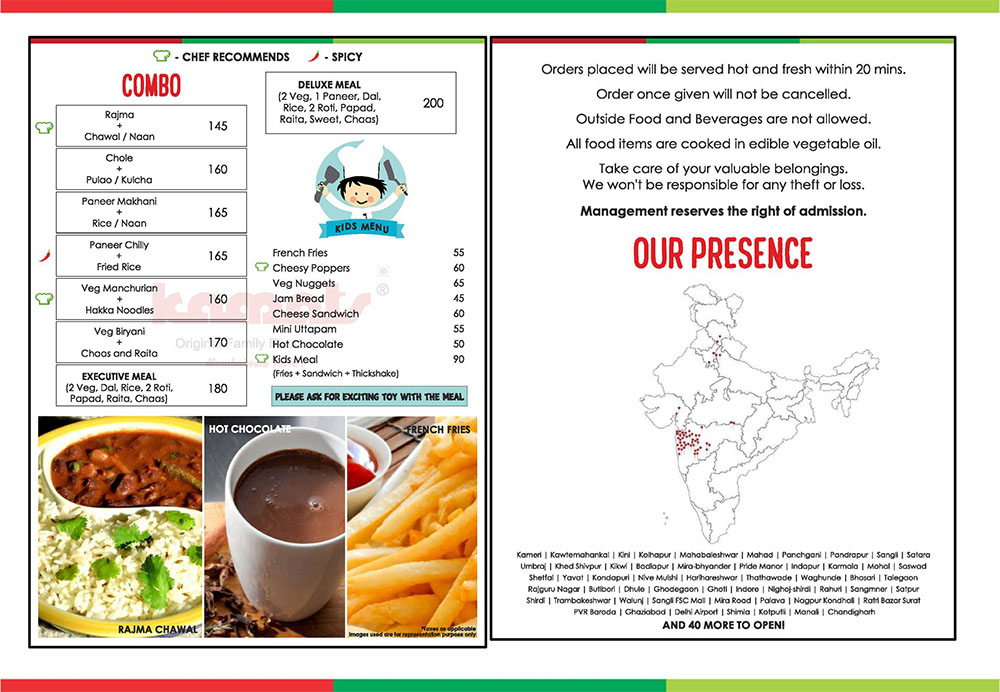 - CHEF RECOMMENDS - SPICY
COMBO
Rajma
+
Chawal / Naan
145
Chole
+
Pulao / Kulcha
160
Paneer Makhani
+
Rice / Naan
165
Paneer Chilly
+
Fried Rice
165
Veg Manchurian
+
Hakka Noodles
160
Veg Biryani
+
Chaas and Raita
170
EXECUTIVE MEAL
(2 Veg, Dal, Rice, 2 Roti,
Papad, Raita, Chaas)
180
DELUXE MEAL
(2 Veg, 1 Paneer, Dal,
Rice, 2 Roti, Papad,
Raita, Sweet, Chaas)
200
KIDS MENU
French Fries 55
Cheesy Poppers 60
Veg Nuggets 65
Jam Bread 45
Cheese Sandwich 60
Mini Uttapam 55
Hot Chocolate 50
Kids Meal 90
(Fries + Sandwich + Thickshake)
PLEASE ASK FOR EXCITING TOY WITH THE MEAL
kamats ®
Original Family
RAJMA CHAWAL
HOT CHOCOLATE
FRENCH FRIES
*Taxes as applicable
Images used are for representation purpose only
Orders placed will be served hot and fresh within 20 mins.
Order once given will not be cancelled.
Outside Food and Beverages are not allowed.
All food items are cooked in edible vegetable oil.
Take care of your valuable belongings.
We won't be responsible for any theft or loss.
Management reserves the right of admission.
OUR PRESENCE
Kameri | Kawtemahankal | Kini | Kolhapur | Mahabaleshwar | Mahad | Panchgani | Pandrapur | Sangli | Satara
Umbraj | Khed Shivpur | Kikwi | Badlapur | Mira-bhyander | Pride Manor | Indapur | Karmala | Mohol | Saswad
Shetfal | Yavat | Kondapuri | Nive Mulshi | Harihareshwar | Thathawade | Waghunde | Bhosari | Talegaon
Rajguru Nagar | Butibori | Dhule | Ghodegaon | Ghoti | Indore | Nighoj-shirdi | Rahuri | Sangmner | Satpur
Shirdi | Trambakeshwar | Walunj | Sangli FSC Mall | Mira Road | Palava | Nagpur Kondhali | Ratri Bazar Surat
PVR Baroda | Ghaziabad | Delhi Airport | Shimla | Kotputli | Manali | Chandigharh
AND 40 MORE TO OPEN!